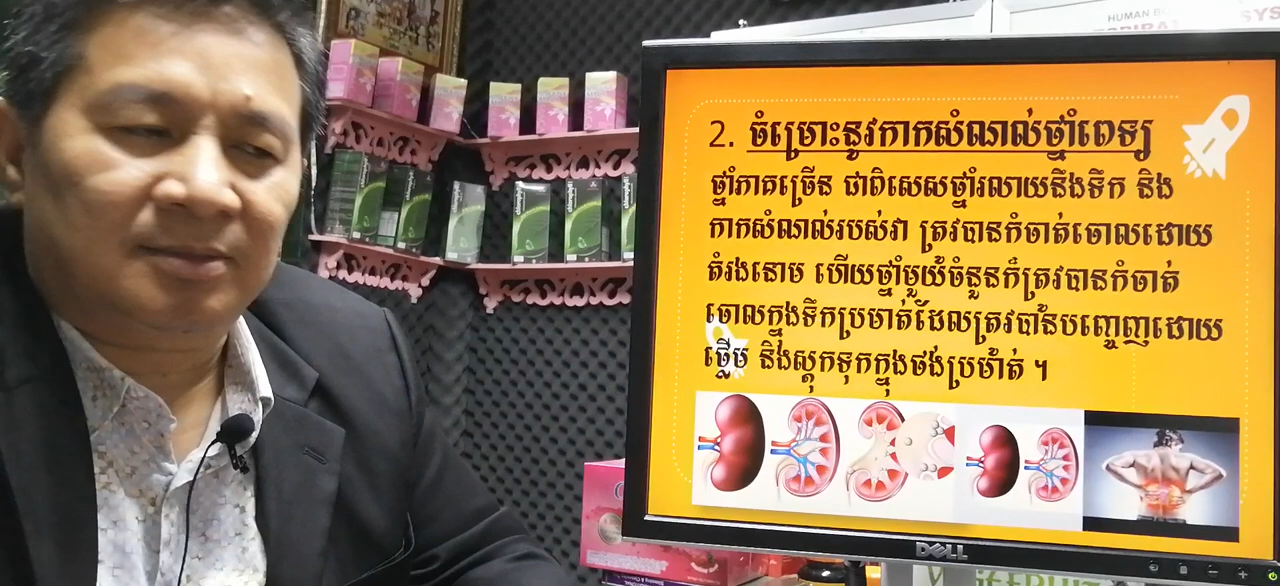 HUMAN
2. ចំម្រោះនូវកាកសំណល់ថ្នាំពេទ្យ
ថ្នាំភាគច្រើន ជាពិសេសថ្នាំរលាយនឹងទឹក និង
កាកសំណល់របស់វា ត្រូវបានកំចាត់ចោលដោយ
តំរងនោម ហើយថ្នាំមួយចំនួនក៏ត្រូវបានកំចាត់
ចោលក្នុងទឹកប្រមាត់ដែលត្រូវបានបញ្ចេញដោយ
ថ្លើម និងស្តុកទុកក្នុងថង់ប្រម៉ាត់ ។
DELL